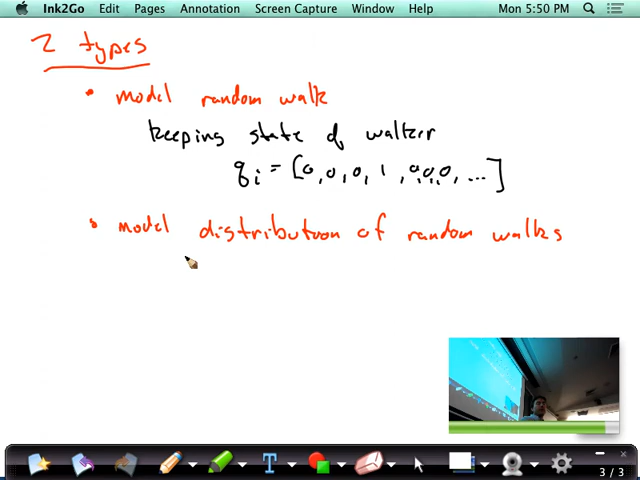 Ink2Go File Edit Pages Annotation Screen Capture Window Help Mon 5:50 PM
2 types
• model random walk
keeping state of walker
qi = [0, 0, 0, 1, 0,0,0, ...]
• model distribution of random walks
3 / 3